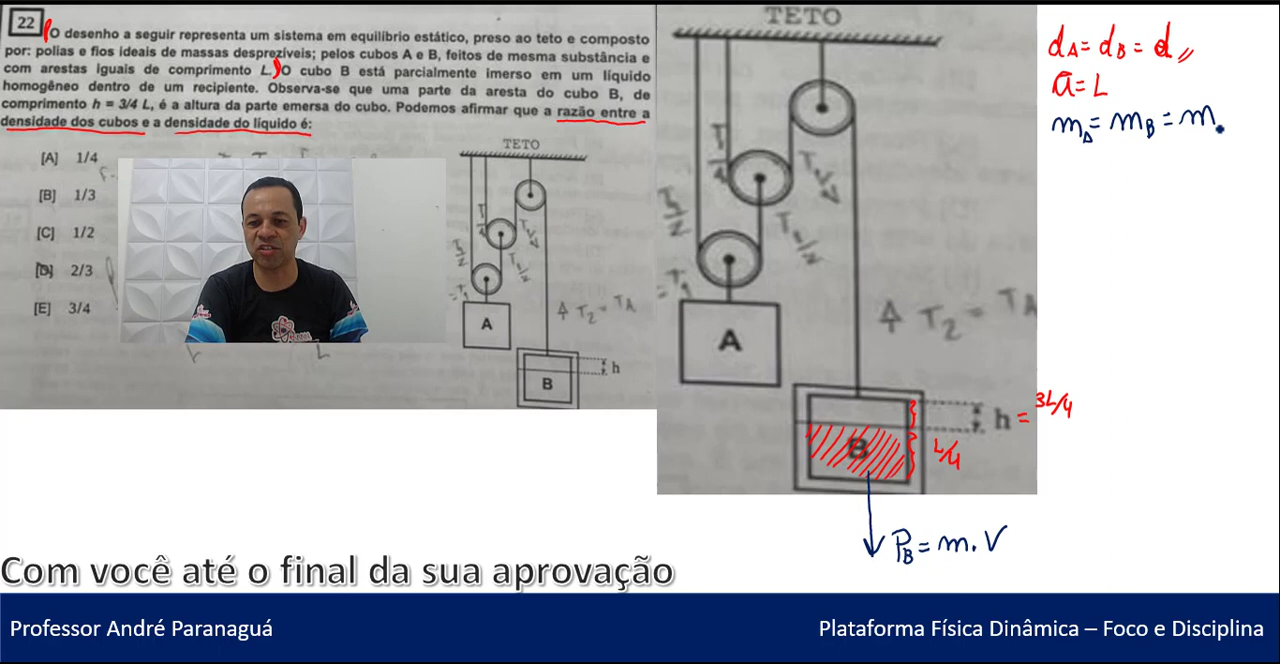 22
O desenho a seguir representa um sistema em equilíbrio estático, preso ao teto e composto
por: polias e fios ideais de massas desprezíveis; pelos cubos A e B, feitos de mesma substância e
com arestas iguais de comprimento L. O cubo B está parcialmente imerso em um líquido
homogêneo dentro de um recipiente. Observa-se que uma parte da aresta do cubo B, de
comprimento h = 3/4 L, é a altura da parte emersa do cubo. Podemos afirmar que a razão entre a
densidade dos cubos e a densidade do líquido é:
[A] 1/4
[B] 1/3
[C] 1/2
[D] 2/3
[E] 3/4
TETO
A
B
h
4 T2 = TA
L
TETO
A
B
4 T2 = TA
h = 3L/4
L/4
PB = m.V
dA = dB = d
a = L
mA = mB = m
Com você até o final da sua aprovação
Professor André Paranaguá
Plataforma Física Dinâmica – Foco e Disciplina